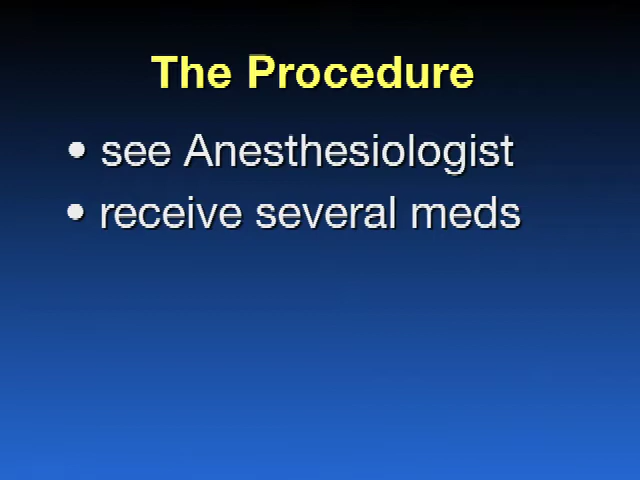 The Procedure
• see Anesthesiologist
• receive several meds